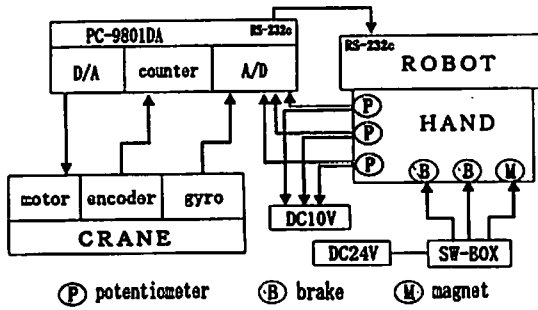 PC-9801DA RS-232c
D/A counter A/D
RS-232c
ROBOT
HAND
P
P
P
B B M
motor encoder gyro
CRANE
DC10V
DC24V SW-BOX
P potentiometer B brake M magnet